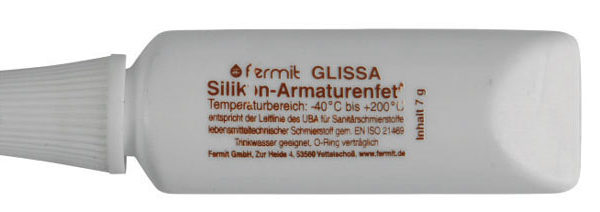 fermit GLISSA
Silikon-Armaturenfett
Temperaturbereich: -40°C bis +200°C
entspricht der Leitlinie des UBA für Sanitärschmierstoffe
lebensmitteltechnischer Schmierstoff gem. EN ISO 21469
Trinkwasser geeignet, O-Ring verträglich
Fermit GmbH, Zur Heide 4, 53560 Vettelschoß, www.fermit.de
Inhalt 7 g